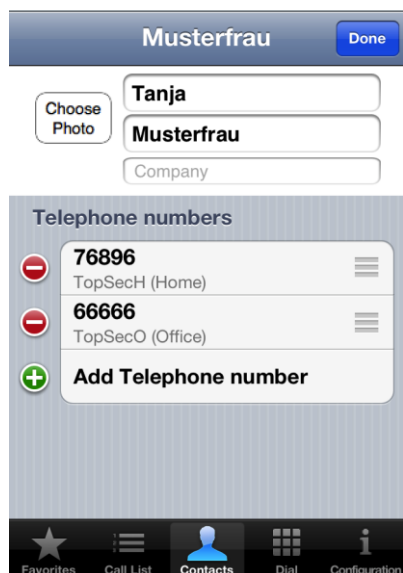 Musterfrau
Done
Choose
Photo
Tanja
Musterfrau
Company
Telephone numbers
76896
TopSecH (Home)
66666
TopSecO (Office)
Add Telephone number
Favorites
Call List
Contacts
Dial
Configuration